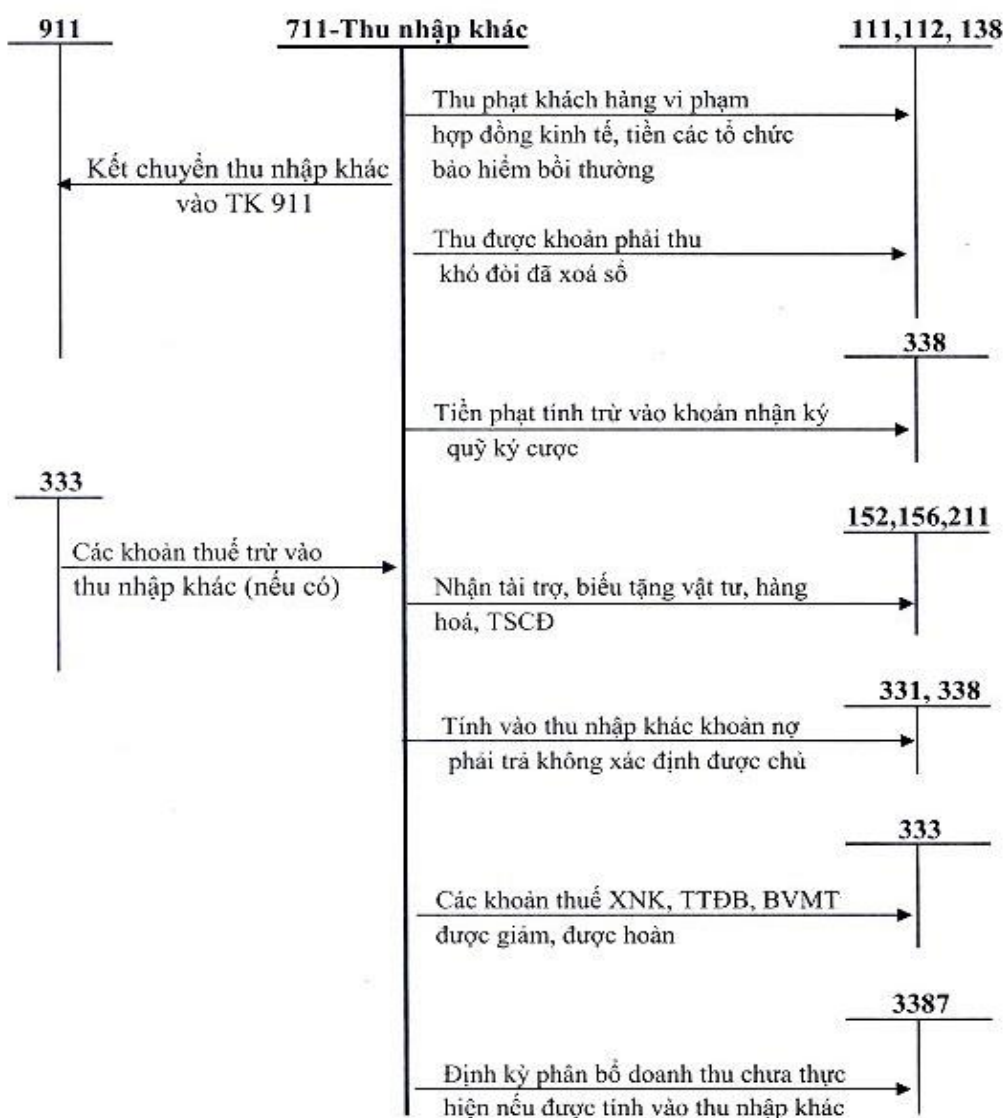 911
711-Thu nhập khác
111,112, 138
Thu phạt khách hàng vi phạm
hợp đồng kinh tế, tiền các tổ chức
bảo hiểm bồi thường
Kết chuyển thu nhập khác
vào TK 911
Thu được khoản phải thu
khó đòi đã xoá sổ
338
Tiền phạt tính trừ vào khoản nhận ký
quỹ ký cược
333
Các khoản thuế trừ vào
thu nhập khác (nếu có)
152,156,211
Nhận tài trợ, biếu tặng vật tư, hàng
hoá, TSCĐ
331, 338
Tính vào thu nhập khác khoản nợ
phải trả không xác định được chủ
333
Các khoản thuế XNK, TTĐB, BVMT
được giảm, được hoàn
3387
Định kỳ phân bổ doanh thu chưa thực
hiện nếu được tính vào thu nhập khác